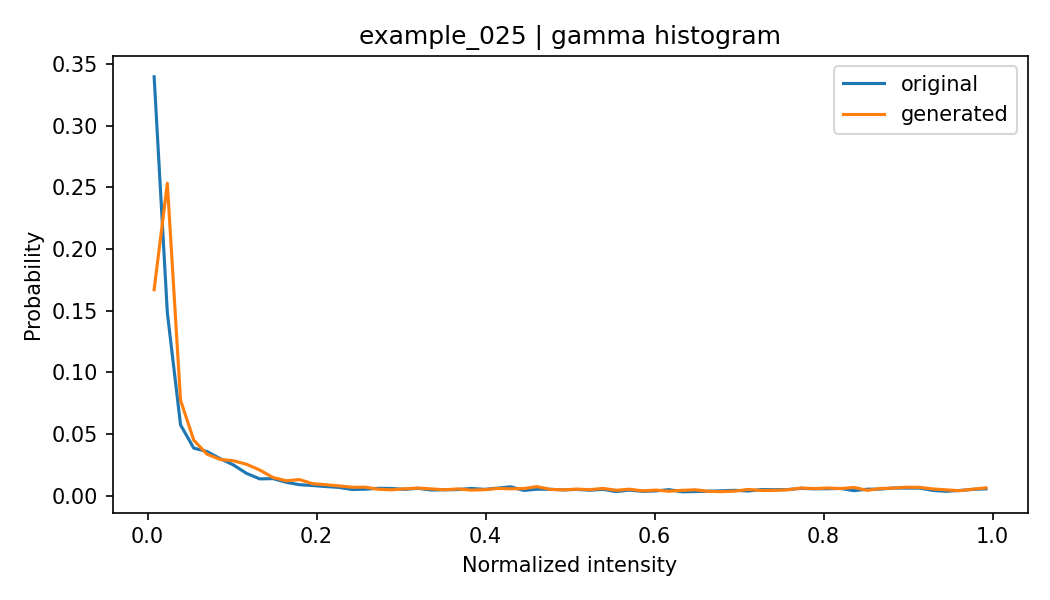 example_025 | gamma histogram
original
generated
Probability
0.35
0.30
0.25
0.20
0.15
0.10
0.05
0.00
0.0 0.2 0.4 0.6 0.8 1.0
Normalized intensity